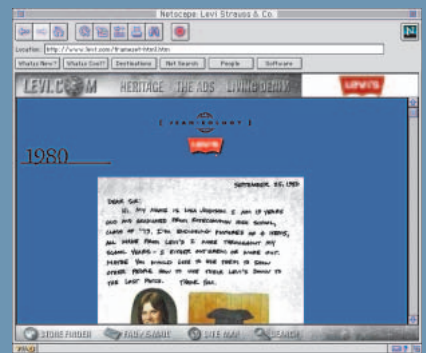 Netscape: Levi Strauss & Co.
Location: http://www.levi.com/frameset-html.htm
What's New? What's Cool? Destinations Net Search People Software
LEVI.COM HERITAGE THE ADS LIVING DENIM LEVI'S
LEVI'S
1980
SEPTEMBER 25, 1980
DEAR SIR:
HI, MY NAME IS LISA I AM 19 YEARS
OLD AND GRADUATED FROM HIGH SCHOOL,
CLASS OF '79. I'M ENCLOSING PICTURES OF 4 ITEMS,
ALL MADE FROM LEVI'S I WORE THROUGHOUT MY
SCHOOL YEARS - I EITHER OUTGREW OR WORE OUT.
MAYBE YOU WOULD LIKE TO USE THEM TO SHOW
OTHER PEOPLE HOW TO USE THEIR LEVI'S DOWN TO
THE LAST PIECE. THANK YOU.
STORE FINDER SITE MAP SEARCH